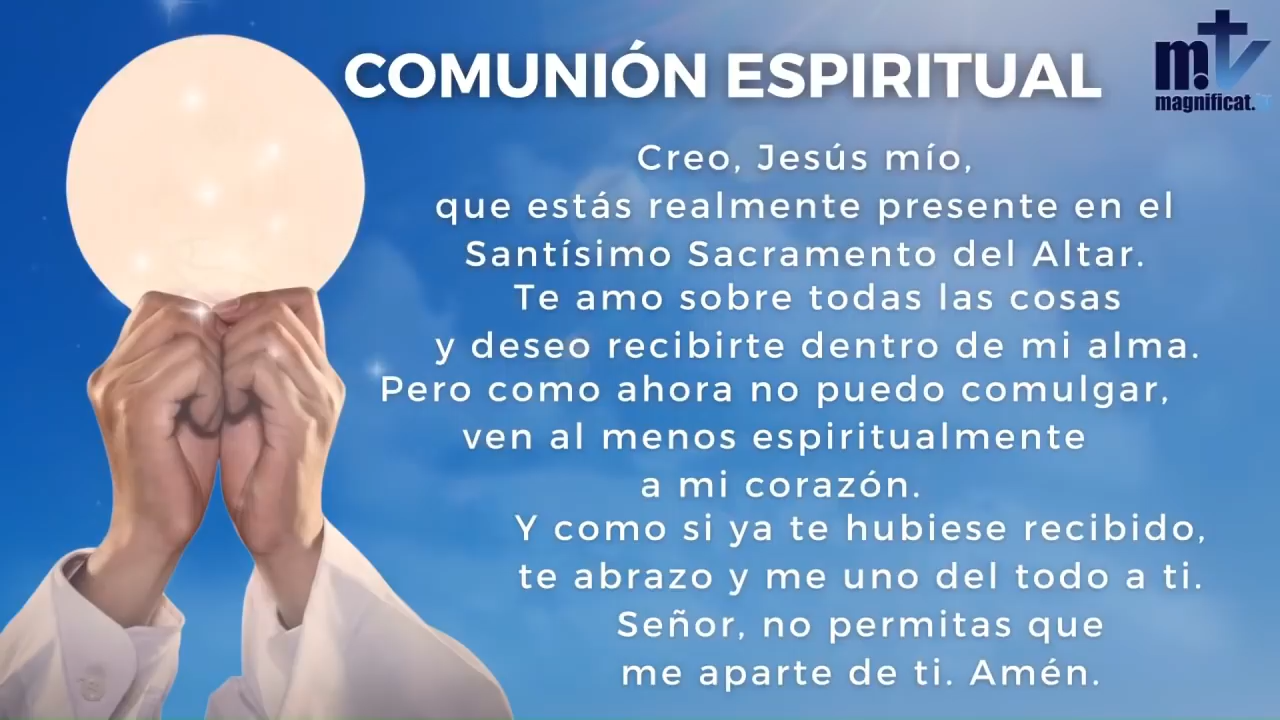 COMUNIÓN ESPIRITUAL
m.tv
magnificat.tv
Creo, Jesús mío,
que estás realmente presente en el
Santísimo Sacramento del Altar.
Te amo sobre todas las cosas
y deseo recibirte dentro de mi alma.
Pero como ahora no puedo comulgar,
ven al menos espiritualmente
a mi corazón.
Y como si ya te hubiese recibido,
te abrazo y me uno del todo a ti.
Señor, no permitas que
me aparte de ti. Amén.